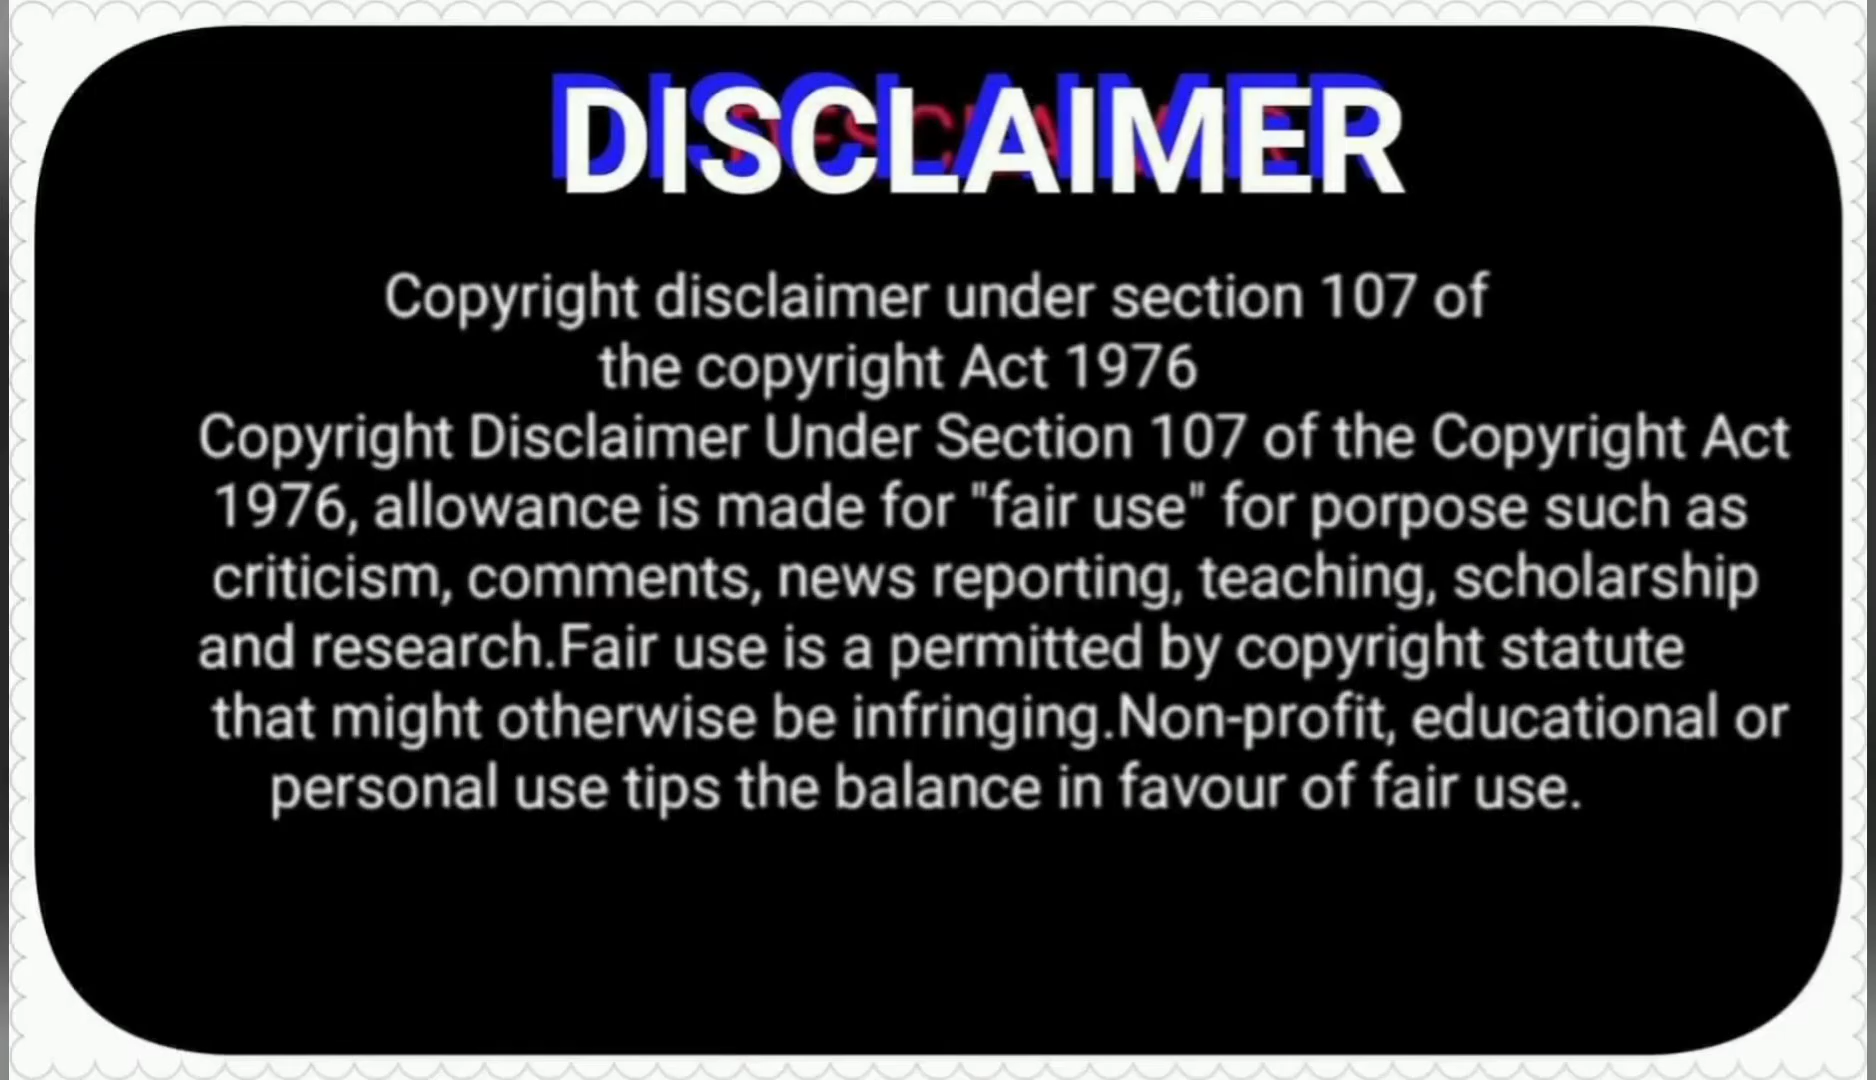 DISCLAIMER
Copyright disclaimer under section 107 of
the copyright Act 1976
Copyright Disclaimer Under Section 107 of the Copyright Act
1976, allowance is made for "fair use" for porpose such as
criticism, comments, news reporting, teaching, scholarship
and research.Fair use is a permitted by copyright statute
that might otherwise be infringing.Non-profit, educational or
personal use tips the balance in favour of fair use.